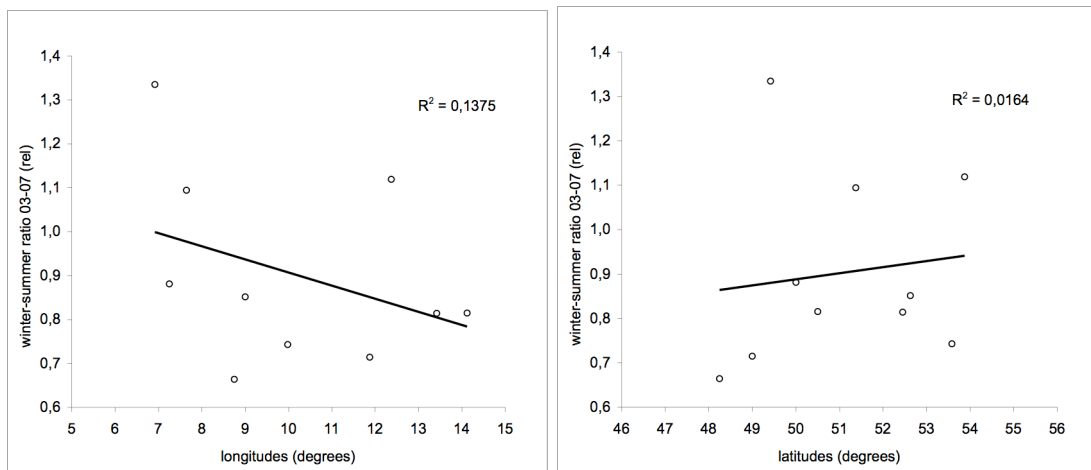 1,4
1,3
R² = 0,1375
1,2
1,1
1,0
0,9
0,8
0,7
0,6
winter-summer ratio 03-07 (rel)
5 6 7 8 9 10 11 12 13 14 15
longitudes (degrees)
1,4
1,3
R² = 0,0164
1,2
1,1
1,0
0,9
0,8
0,7
0,6
winter-summer ratio 03-07 (rel)
46 47 48 49 50 51 52 53 54 55 56
latitudes (degrees)